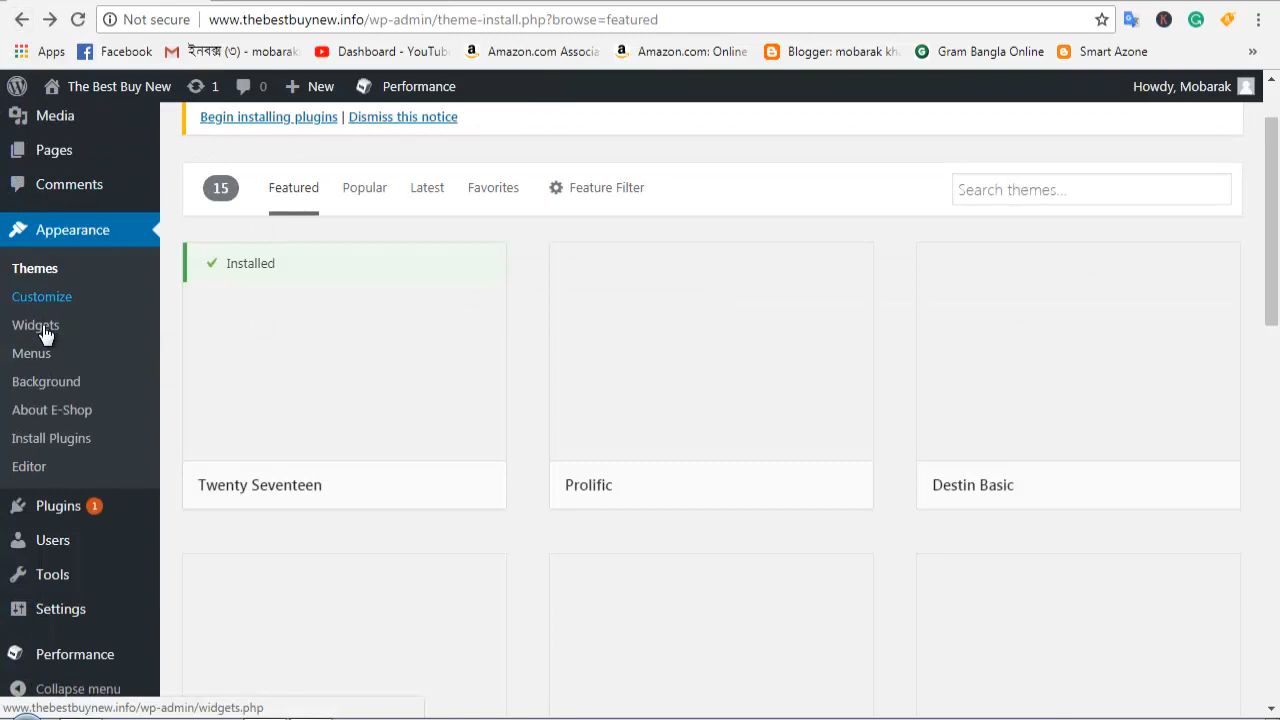 Not secure www.thebestbuynew.info/wp-admin/theme-install.php?browse=featured
Apps Facebook ইনবক্স (৩) - mobarak Dashboard - YouTub Amazon.com Associa Amazon.com: Online Blogger: mobarak kh Gram Bangla Online Smart Azone »
The Best Buy New 1 0 New Performance Howdy, Mobarak
Media
Pages
Comments
Appearance
Themes
Customize
Widgets
Menus
Background
About E-Shop
Install Plugins
Editor
Plugins 1
Users
Tools
Settings
Performance
Collapse menu
Begin installing plugins | Dismiss this notice
15 Featured Popular Latest Favorites Feature Filter Search themes...
Installed
Twenty Seventeen Prolific Destin Basic
www.thebestbuynew.info/wp-admin/widgets.php